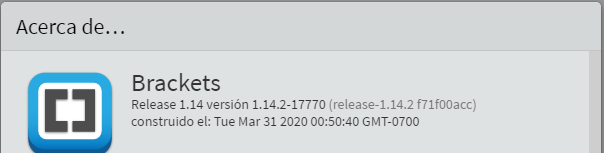 Acerca de…
Brackets
Release 1.14 versión 1.14.2-17770 (release-1.14.2 f71f00acc)
construido el: Tue Mar 31 2020 00:50:40 GMT-0700